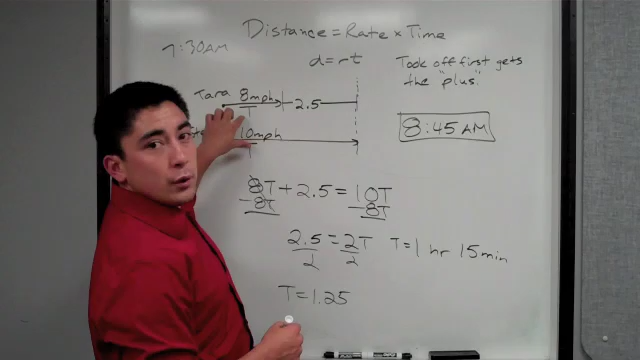 Distance = Rate x Time
7:30AM
d = rt
Took off first gets
the "plus"
Tara 8mph 2.5
T
10mph
8:45 AM
8T + 2.5 = 10T
-8T -8T
2.5 = 2T T = 1 hr 15 min
2 2
T = 1.25